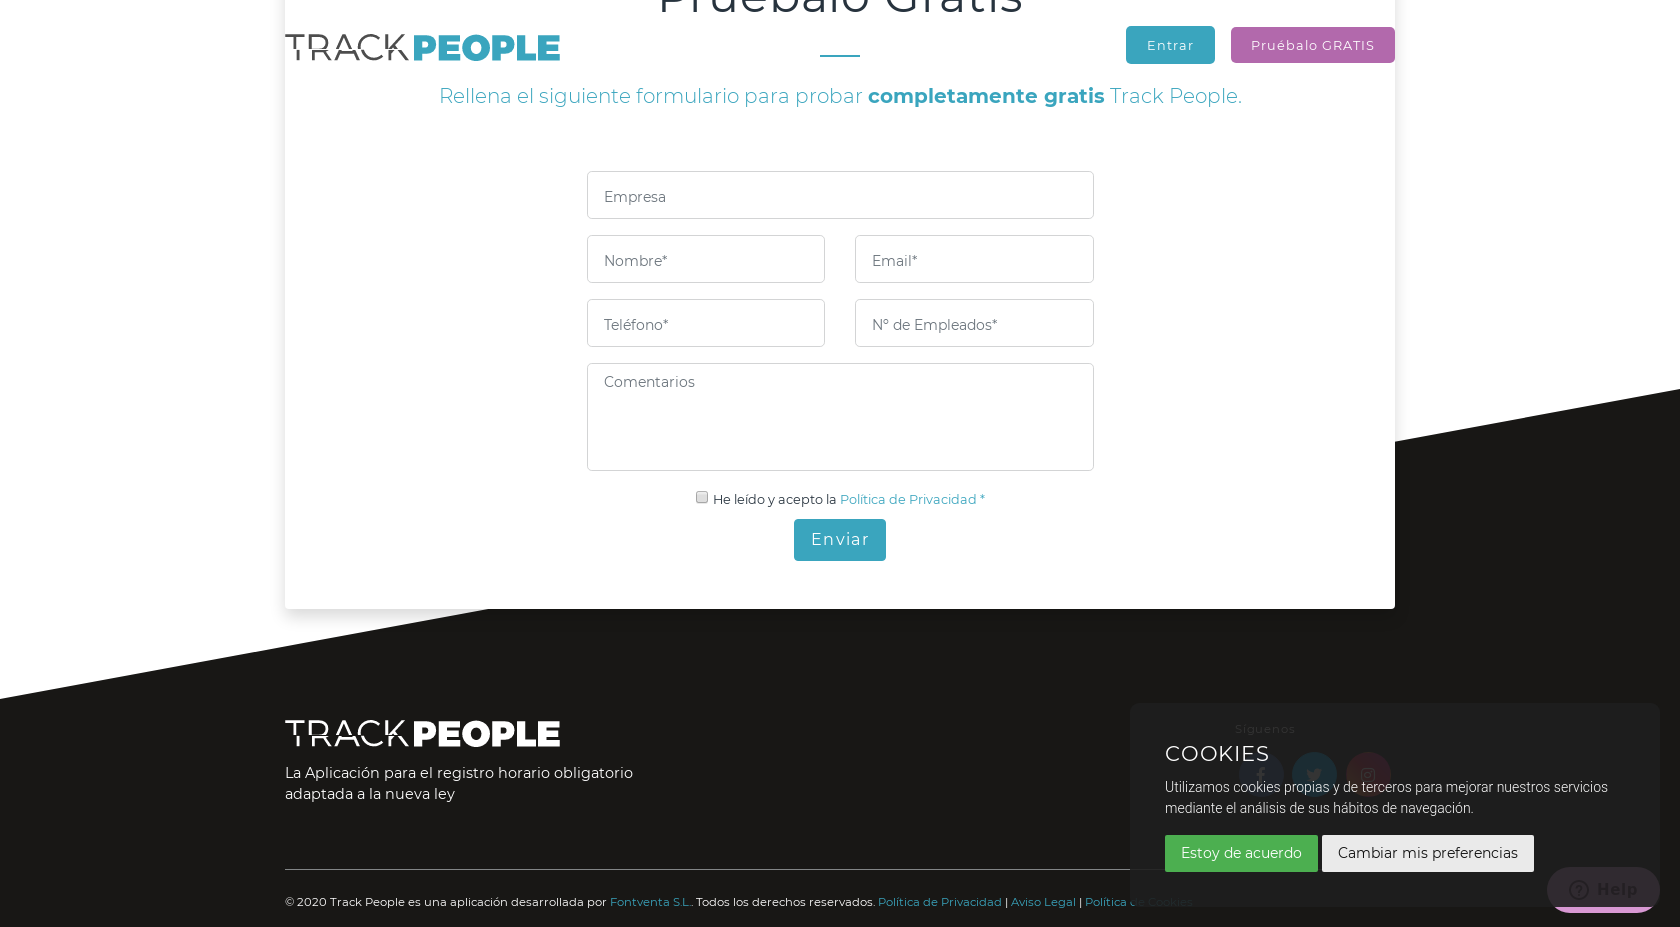 Pruébalo Gratis
TRACK PEOPLE
Entrar
Pruébalo GRATIS
Rellena el siguiente formulario para probar completamente gratis Track People.
Empresa
Nombre*
Email*
Teléfono*
Nº de Empleados*
Comentarios
He leído y acepto la Política de Privacidad *
Enviar
TRACK PEOPLE
La Aplicación para el registro horario obligatorio
adaptada a la nueva ley
Síguenos
COOKIES
Utilizamos cookies propias y de terceros para mejorar nuestros servicios
mediante el análisis de sus hábitos de navegación.
Estoy de acuerdo
Cambiar mis preferencias
Help
© 2020 Track People es una aplicación desarrollada por Fontventa S.L.. Todos los derechos reservados. Política de Privacidad | Aviso Legal | Política de Cookies